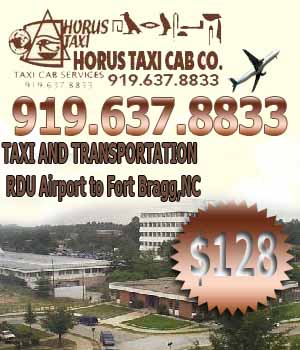 HORUS
TAXI
TAXI CAB SERVICES
919.637.8833
HORUS TAXI CAB CO.
919.637.8833
919.637.8833
TAXI AND TRANSPORTATION
RDU Airport to Fort Bragg,NC
$128